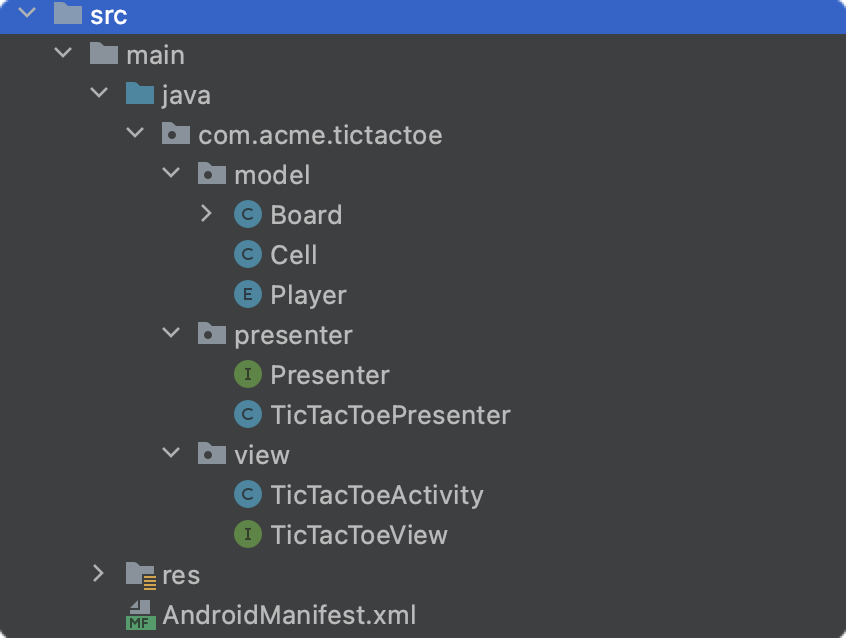 src
main
java
com.acme.tictactoe
model
C Board
C Cell
E Player
presenter
I Presenter
C TicTacToePresenter
view
C TicTacToeActivity
I TicTacToeView
res
MF AndroidManifest.xml